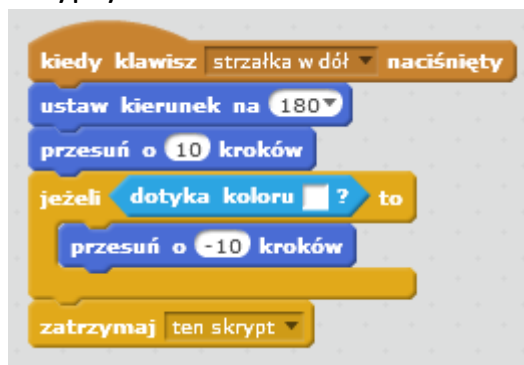 kiedy klawisz strzałka w dół naciśnięty
ustaw kierunek na 180
przesuń o 10 kroków
jeżeli dotyka koloru ? to
przesuń o -10 kroków
zatrzymaj ten skrypt